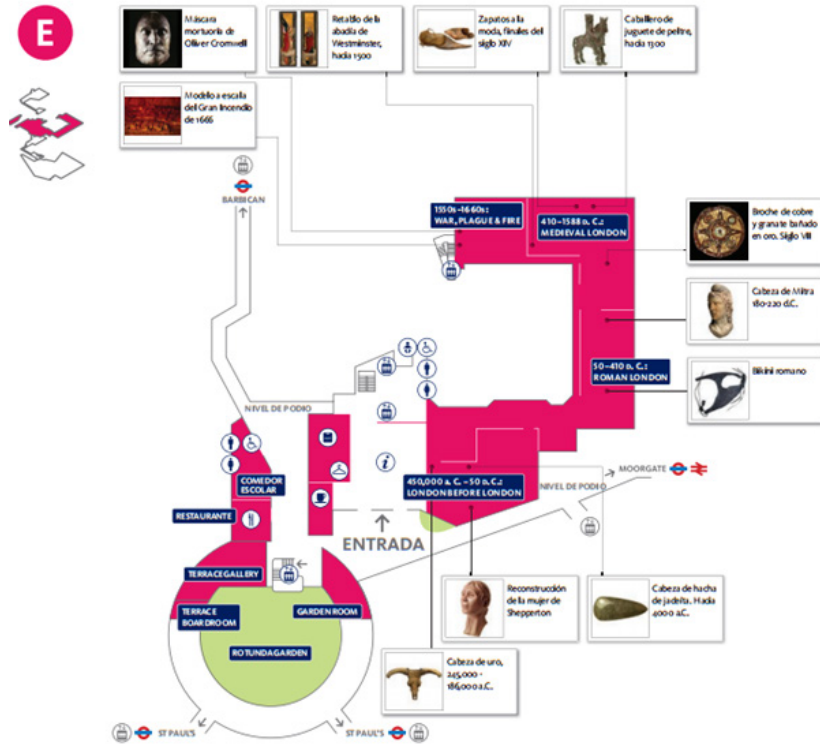 E
Máscara
mortuoria de
Oliver Cromwell
Retablo de la
abadía de
Westminster,
hacia 1500
Zapatos a la
moda, finales del
siglo XIV
Caballero de
juguete de peltre,
hacia 1300
Modelo a escala
del Gran Incendio
de 1666
BARBICAN
1550s–1660s:
WAR, PLAGUE & FIRE
410–1588 D. C.:
MEDIEVAL LONDON
Broche de cobre
y granate bañado
en oro. Siglo VII
Cabeza de Mitra
180-220 d.C.
50–410 D. C.:
ROMAN LONDON
Bikini romano
NIVEL DE PODIO
COMEDOR
ESCOLAR
450,000 A. C. –50 D. C.:
LONDON BEFORE LONDON
MOORGATE
NIVEL DE PODIO
RESTAURANTE
ENTRADA
TERRACE GALLERY
TERRACE
BOARDROOM
GARDEN ROOM
Reconstrucción
de la mujer de
Shepperton
Cabeza de hacha
de jadeíta. Hacia
4000 a.C.
ROTUNDA GARDEN
Cabeza de uro,
245,000 -
186,000 a.C.
ST PAUL'S
ST PAUL'S